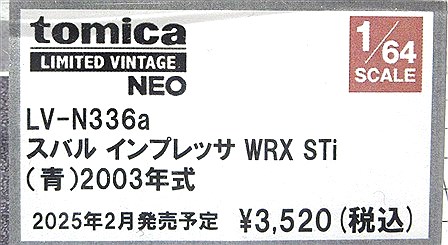 tomica
LIMITED VINTAGE
NEO
1/64
SCALE
LV-N336a
スバル インプレッサ WRX STi
(青)2003年式
2025年2月発売予定 ¥3,520(税込)